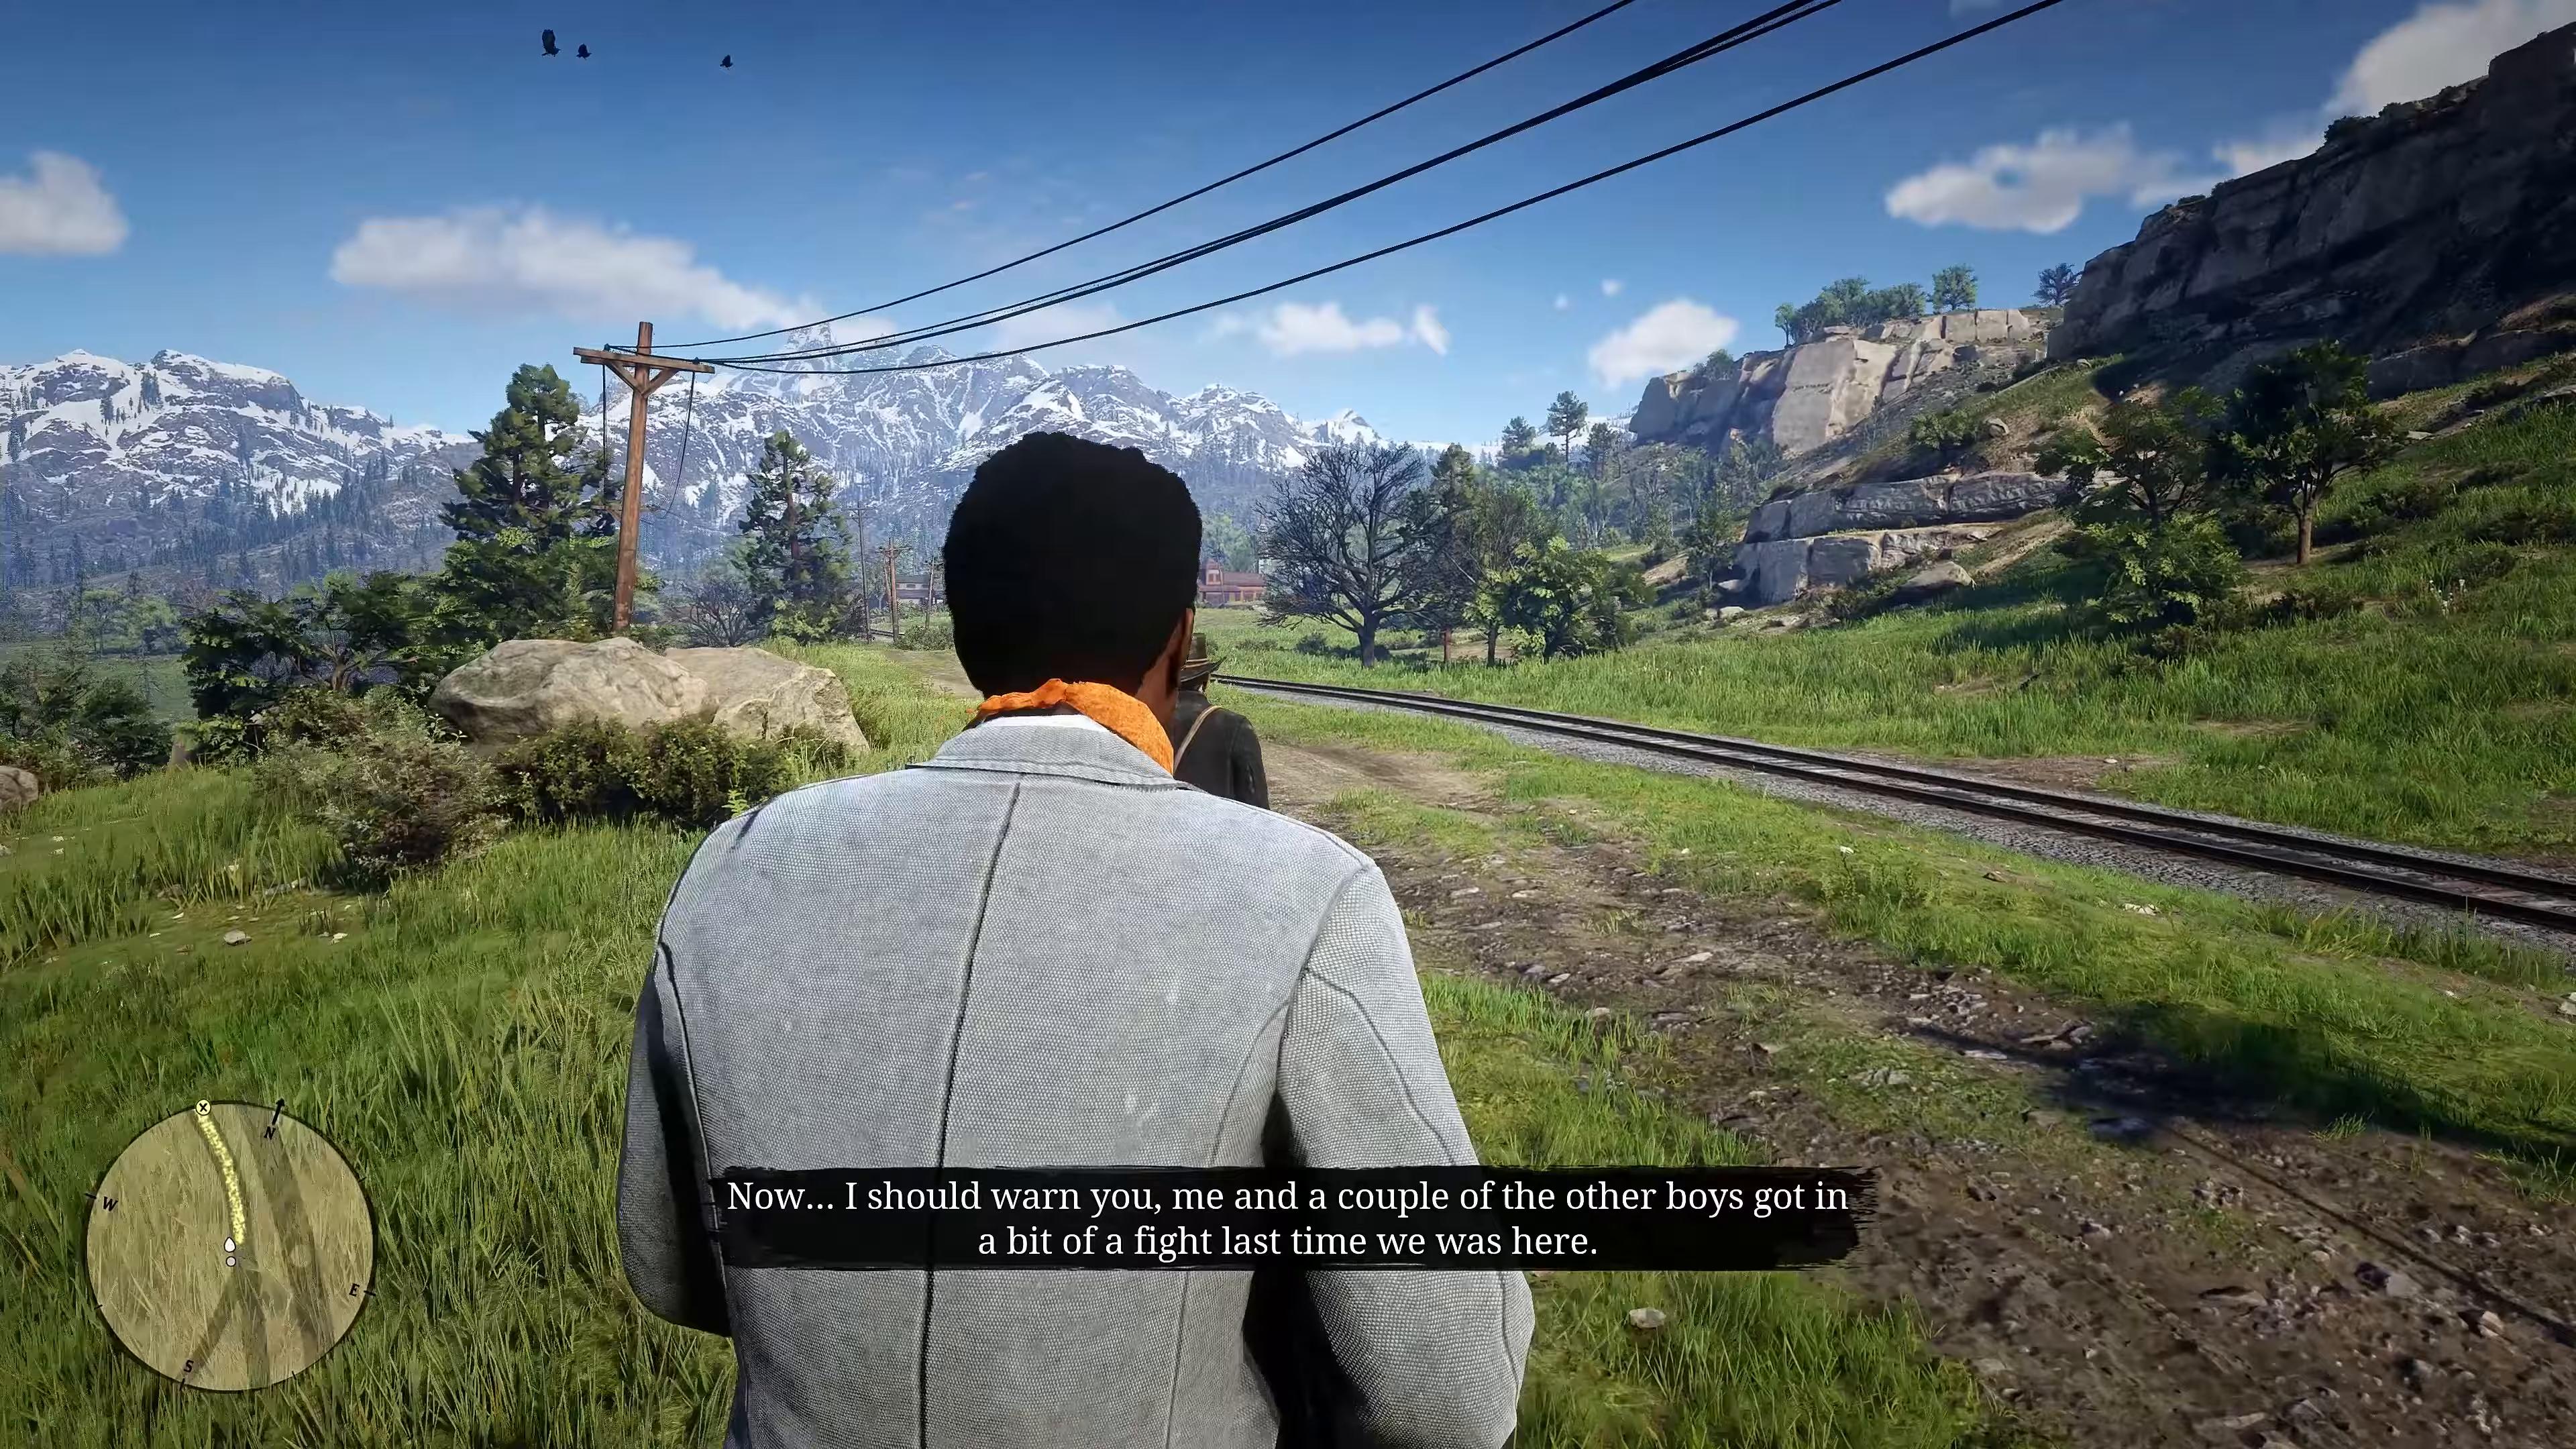 N
W
E
S
Now... I should warn you, me and a couple of the other boys got in
a bit of a fight last time we was here.